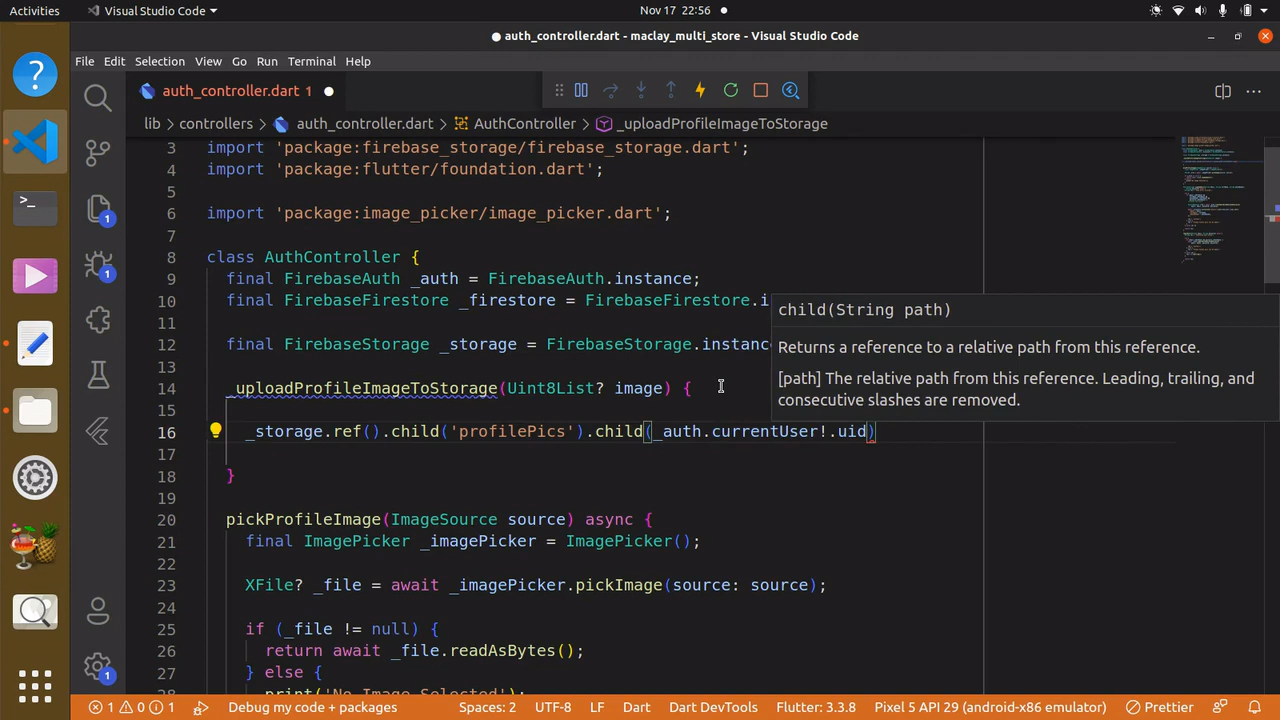 Activities
Visual Studio Code
Nov 17 22:56
auth_controller.dart - maclay_multi_store - Visual Studio Code
File Edit Selection View Go Run Terminal Help
auth_controller.dart 1
lib > controllers > auth_controller.dart > AuthController > _uploadProfileImageToStorage
3 import 'package:firebase_storage/firebase_storage.dart';
4 import 'package:flutter/foundation.dart';
5
6 import 'package:image_picker/image_picker.dart';
7
8 class AuthController {
9 final FirebaseAuth _auth = FirebaseAuth.instance;
10 final FirebaseFirestore _firestore = FirebaseFirestore.i
11
12 final FirebaseStorage _storage = FirebaseStorage.instance
13
14 _uploadProfileImageToStorage(Uint8List? image) {
15
16 _storage.ref().child('profilePics').child(_auth.currentUser!.uid)
17
18 }
19
20 pickProfileImage(ImageSource source) async {
21 final ImagePicker _imagePicker = ImagePicker();
22
23 XFile? _file = await _imagePicker.pickImage(source: source);
24
25 if (_file != null) {
26 return await _file.readAsBytes();
27 } else {
28 print('No Image Selected');
child(String path)
Returns a reference to a relative path from this reference.
[path] The relative path from this reference. Leading, trailing, and
consecutive slashes are removed.
1
1
1
1 0 1 Debug my code + packages Spaces: 2 UTF-8 LF Dart Dart DevTools Flutter: 3.3.8 Pixel 5 API 29 (android-x86 emulator) Prettier